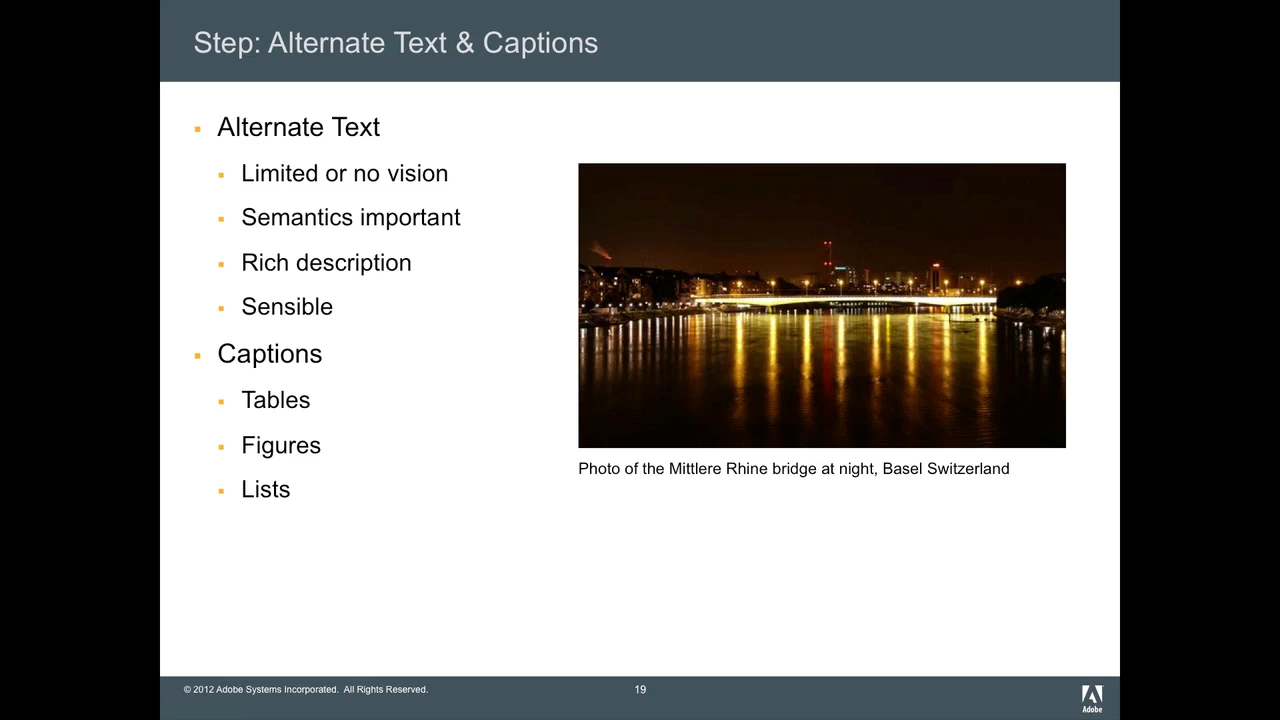 Step: Alternate Text & Captions
Alternate Text
Limited or no vision
Semantics important
Rich description
Sensible
Captions
Tables
Figures
Lists
Photo of the Mittlere Rhine bridge at night, Basel Switzerland
© 2012 Adobe Systems Incorporated. All Rights Reserved.
19
Adobe